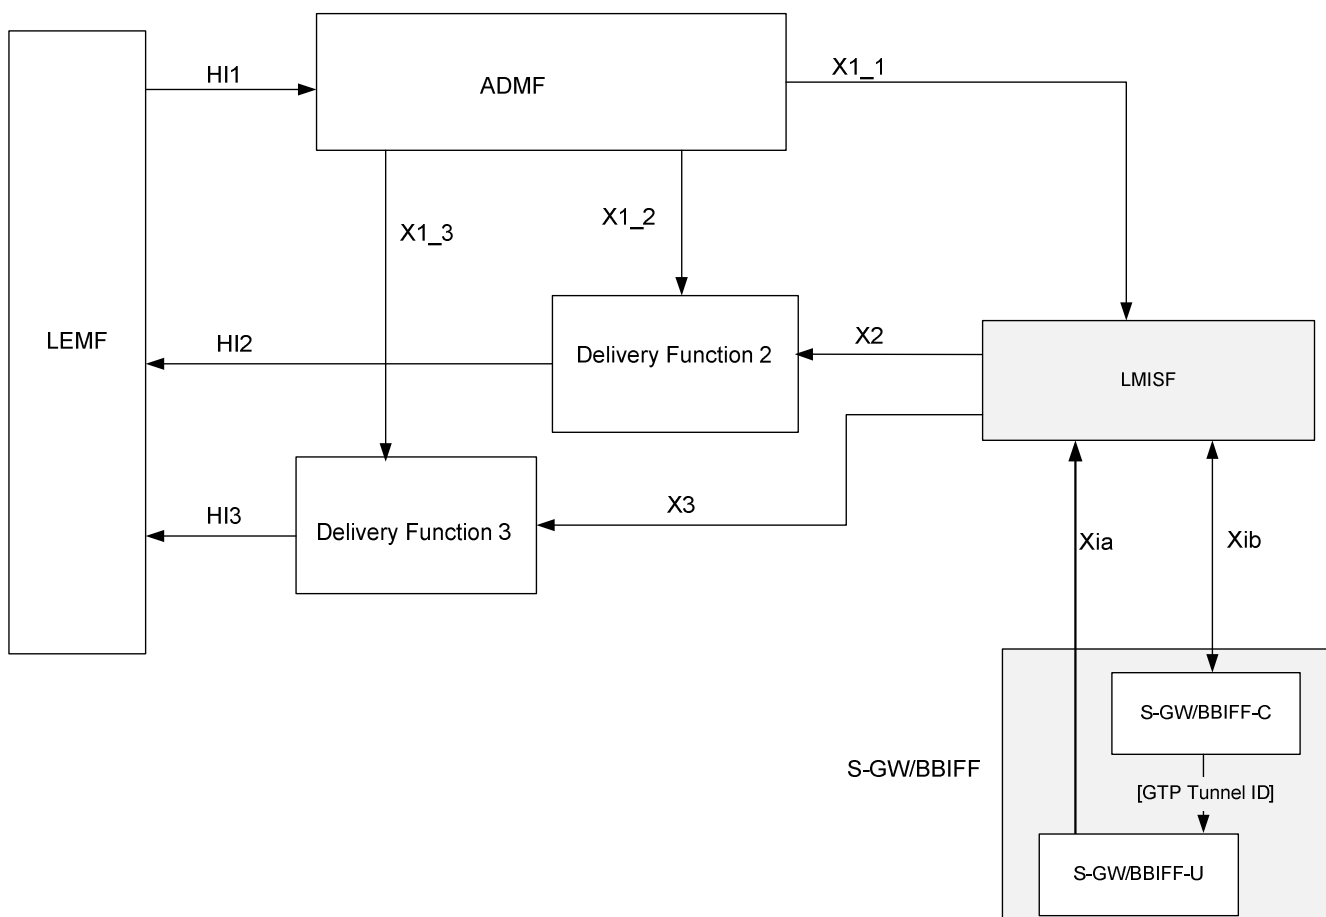 HI1
ADMF
X1_1
X1_3
X1_2
LEMF
HI2
Delivery Function 2
X2
LMISF
HI3
Delivery Function 3
X3
Xia
Xib
S-GW/BBIFF
S-GW/BBIFF-C
[GTP Tunnel ID]
S-GW/BBIFF-U